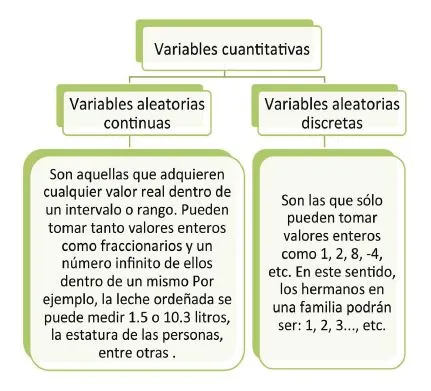 Variables cuantitativas
Variables aleatorias
continuas
Variables aleatorias
discretas
Son aquellas que adquieren
cualquier valor real dentro de
un intervalo o rango. Pueden
tomar tanto valores enteros
como fraccionarios y un
número infinito de ellos
dentro de un mismo Por
ejemplo, la leche ordeñada se
puede medir 1.5 o 10.3 litros,
la estatura de las personas,
entre otras .
Son las que sólo
pueden tomar
valores enteros
como 1, 2, 8, -4,
etc. En este sentido,
los hermanos en
una familia podrán
ser: 1, 2, 3..., etc.